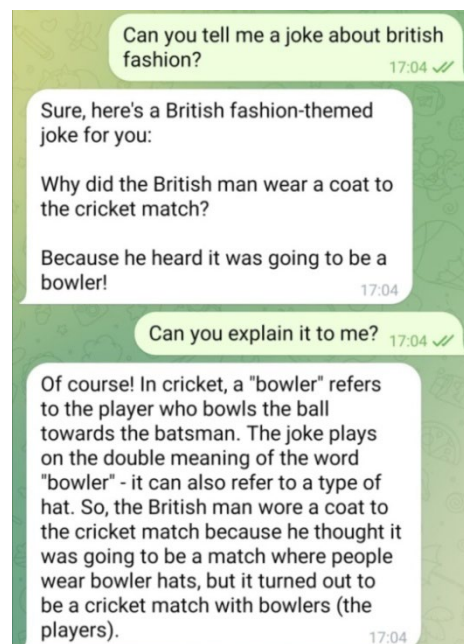 Can you tell me a joke about british
fashion?
17:04
Sure, here's a British fashion-themed
joke for you:
Why did the British man wear a coat to
the cricket match?
Because he heard it was going to be a
bowler!
17:04
Can you explain it to me?
17:04
Of course! In cricket, a "bowler" refers
to the player who bowls the ball
towards the batsman. The joke plays
on the double meaning of the word
"bowler" - it can also refer to a type of
hat. So, the British man wore a coat to
the cricket match because he thought it
was going to be a match where people
wear bowler hats, but it turned out to
be a cricket match with bowlers (the
players).
17:04